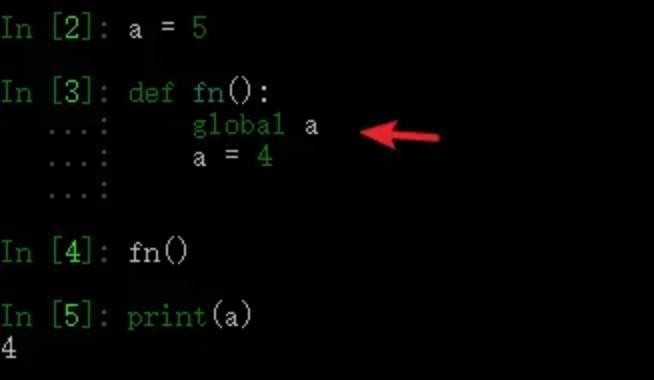 In [2]: a = 5
In [3]: def fn():
   ...:     global a
   ...:     a = 4
   ...:
In [4]: fn()
In [5]: print(a)
4